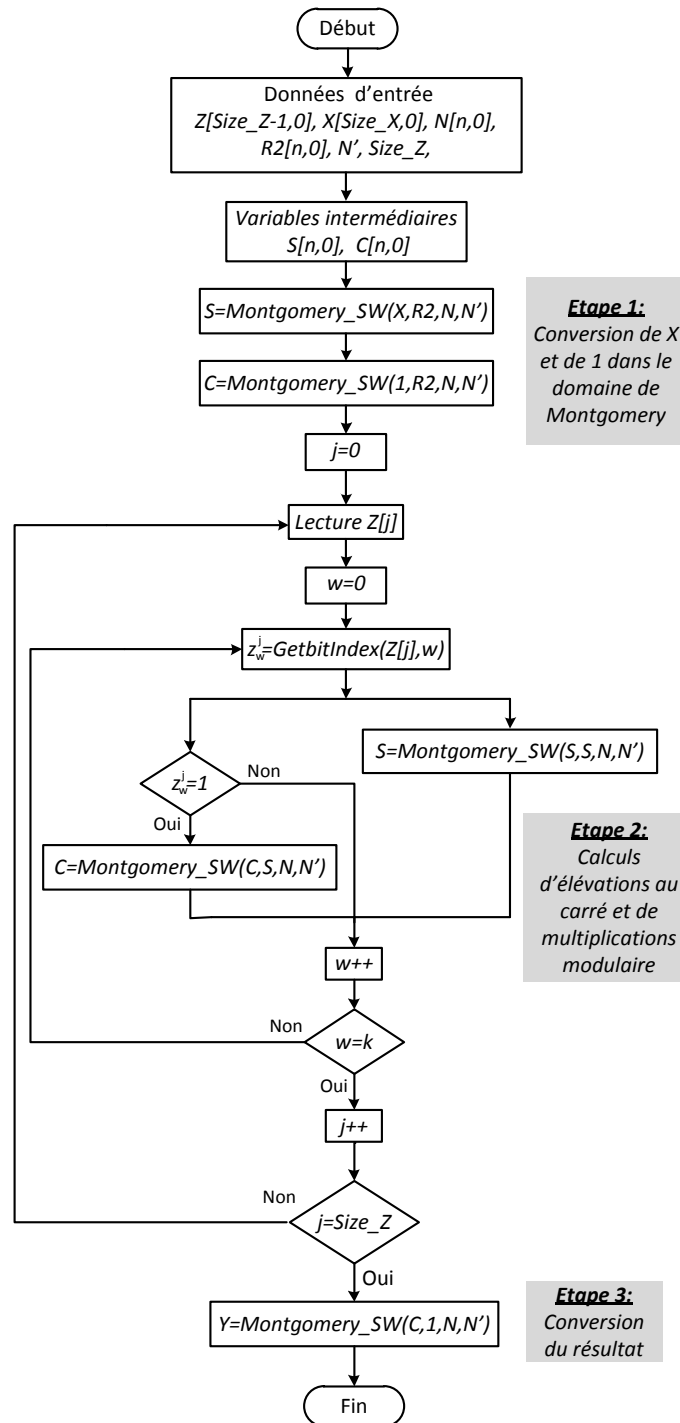 Début
Données d'entrée
Z[Size_Z-1,0], X[Size_X,0], N[n,0],
R2[n,0], N', Size_Z,
Variables intermédiaires
S[n,0], C[n,0]
S=Montgomery_SW(X,R2,N,N')
C=Montgomery_SW(1,R2,N,N')
Etape 1:
Conversion de X
et de 1 dans le
domaine de
Montgomery
j=0
Lecture Z[j]
w=0
z_w^j=GetbitIndex(Z[j],w)
S=Montgomery_SW(S,S,N,N')
z_w^j=1
Non
Oui
C=Montgomery_SW(C,S,N,N')
Etape 2:
Calculs
d'élévations au
carré et de
multiplications
modulaire
w++
Non
w=k
Oui
j++
Non
j=Size_Z
Oui
Y=Montgomery_SW(C,1,N,N')
Etape 3:
Conversion
du résultat
Fin